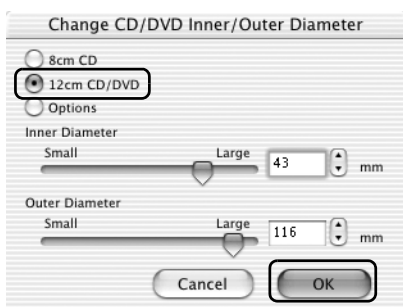 Change CD/DVD Inner/Outer Diameter
8cm CD
12cm CD/DVD
Options
Inner Diameter
Small Large
43 mm
Outer Diameter
Small Large
116 mm
Cancel OK